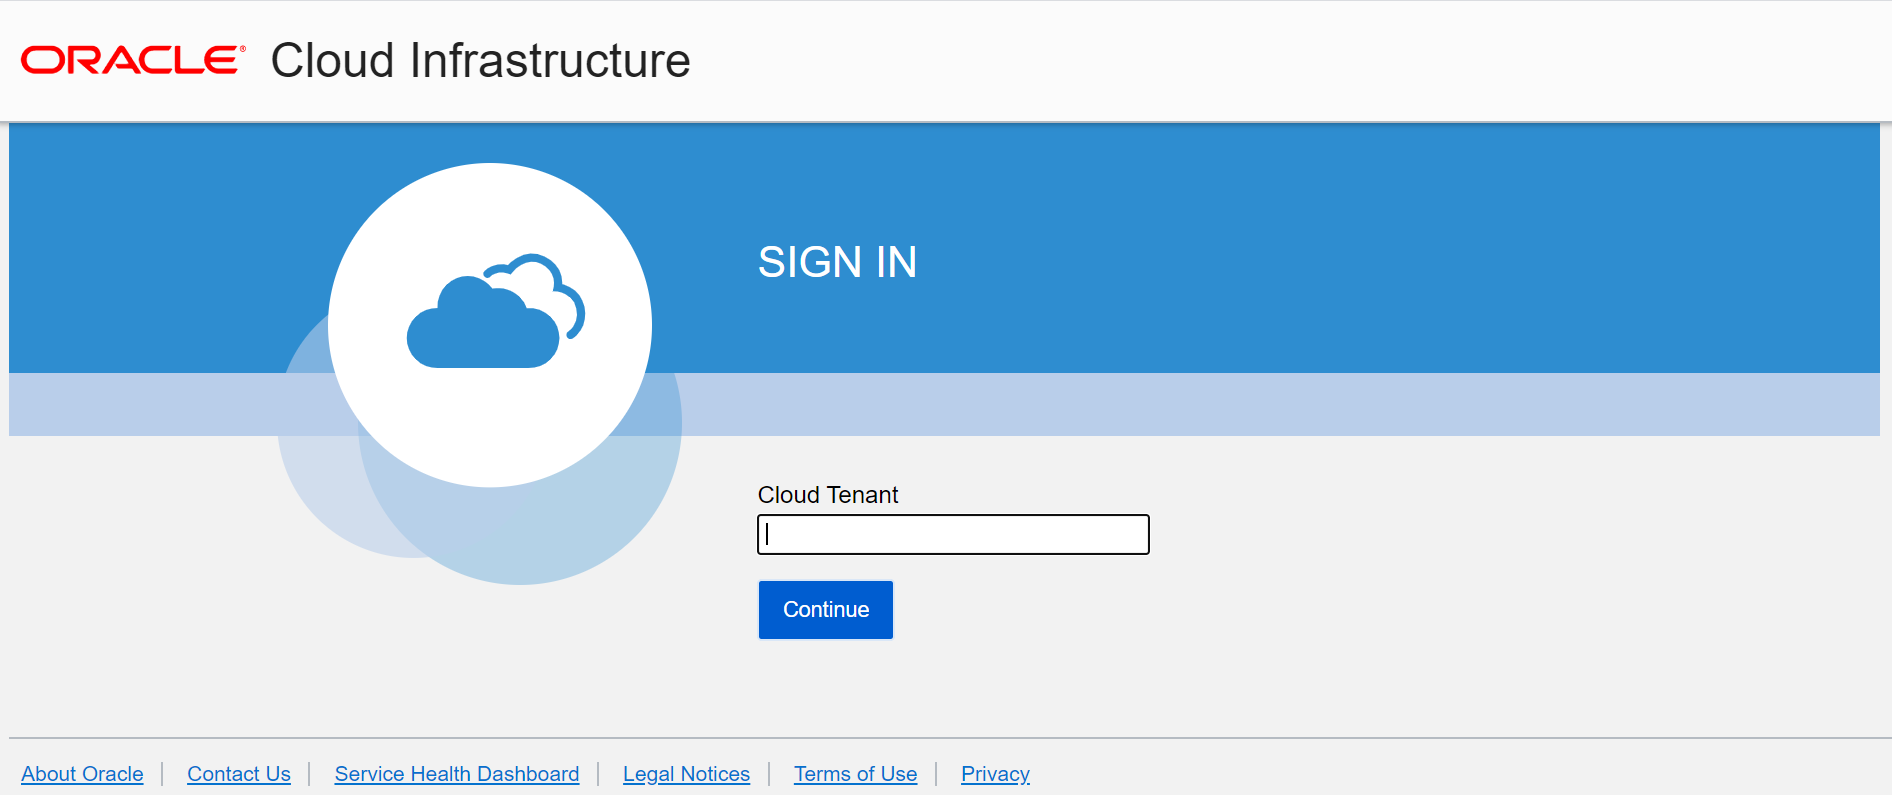 ORACLE® Cloud Infrastructure
SIGN IN
Cloud Tenant
Continue
About Oracle | Contact Us | Service Health Dashboard | Legal Notices | Terms of Use | Privacy